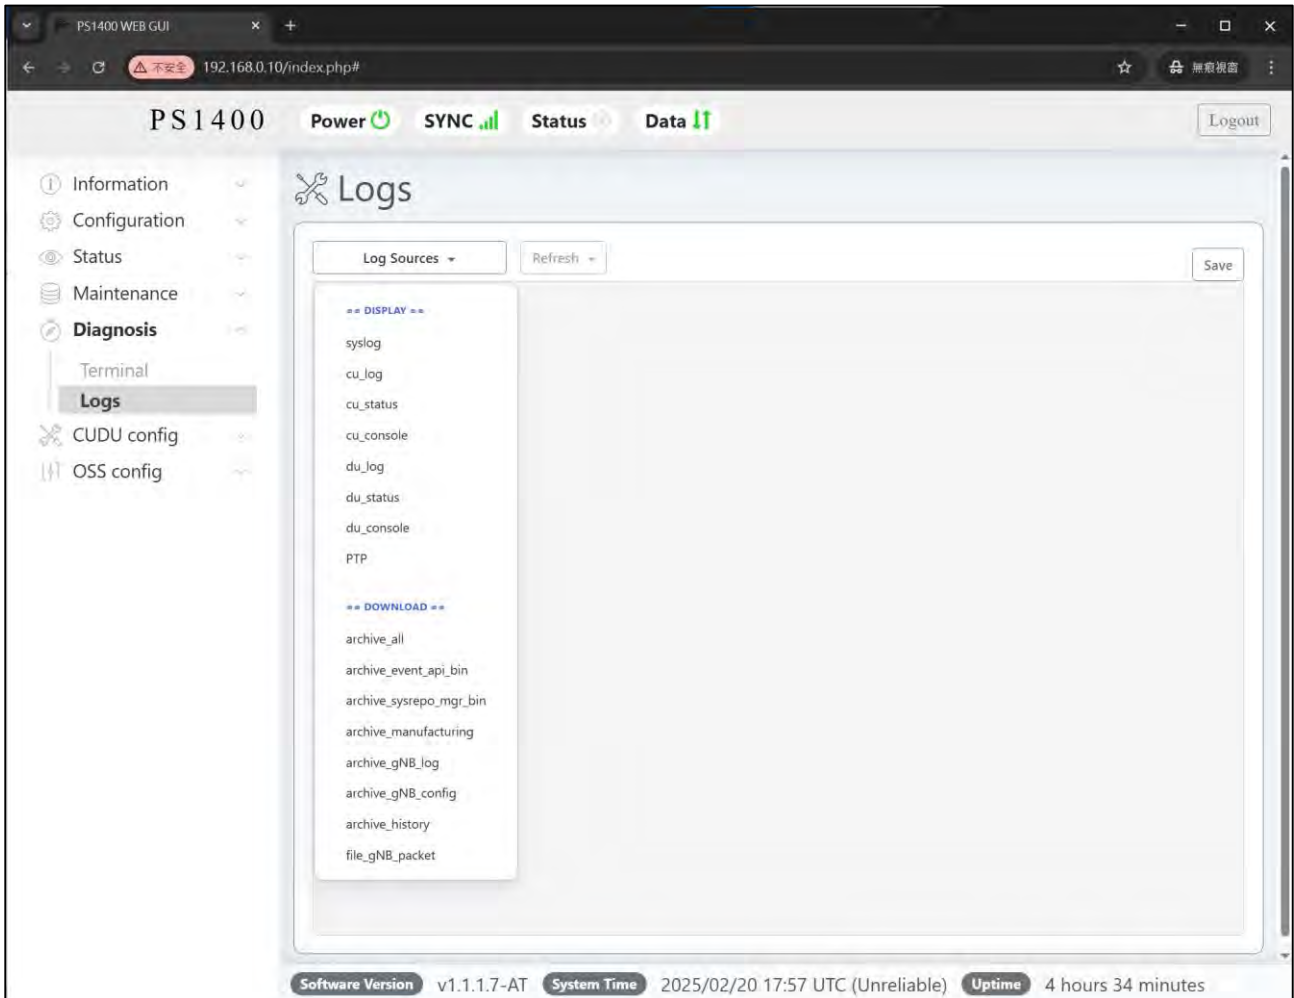 PS1400 WEB GUI
不安全 192.168.0.10/index.php# 無痕視窗
PS1400 Power SYNC Status Data Logout
Information
Configuration
Status
Maintenance
Diagnosis
Terminal
Logs
CUDU config
OSS config
Logs
Log Sources Refresh Save
== DISPLAY ==
syslog
cu_log
cu_status
cu_console
du_log
du_status
du_console
PTP
== DOWNLOAD ==
archive_all
archive_event_api_bin
archive_sysrepo_mgr_bin
archive_manufacturing
archive_gNB_log
archive_gNB_config
archive_history
file_gNB_packet
Software Version v1.1.1.7-AT System Time 2025/02/20 17:57 UTC (Unreliable) Uptime 4 hours 34 minutes